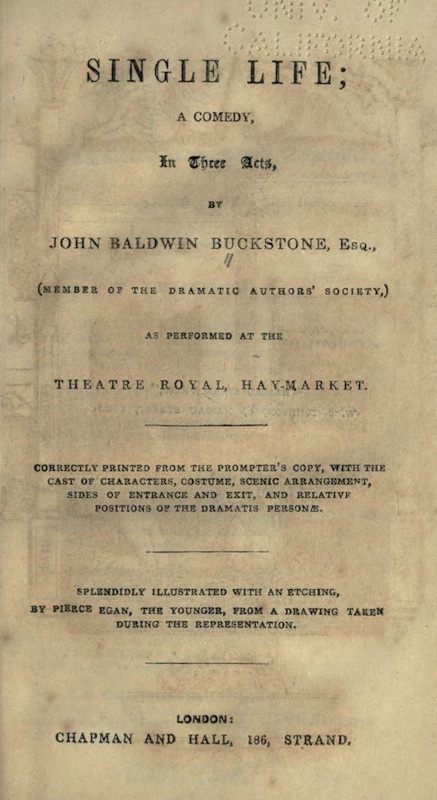 UNIV. OF
CALIFORNIA
SINGLE LIFE;
A COMEDY,
In Three Acts,
BY
JOHN BALDWIN BUCKSTONE, ESQ.,
(MEMBER OF THE DRAMATIC AUTHORS' SOCIETY,)
AS PERFORMED AT THE
THEATRE ROYAL, HAY-MARKET.
CORRECTLY PRINTED FROM THE PROMPTER'S COPY, WITH THE
CAST OF CHARACTERS, COSTUME, SCENIC ARRANGEMENT,
SIDES OF ENTRANCE AND EXIT, AND RELATIVE
POSITIONS OF THE DRAMATIS PERSONÆ.
SPLENDIDLY ILLUSTRATED WITH AN ETCHING,
BY PIERCE EGAN, THE YOUNGER, FROM A DRAWING TAKEN
DURING THE REPRESENTATION.
LONDON:
CHAPMAN AND HALL, 186, STRAND.